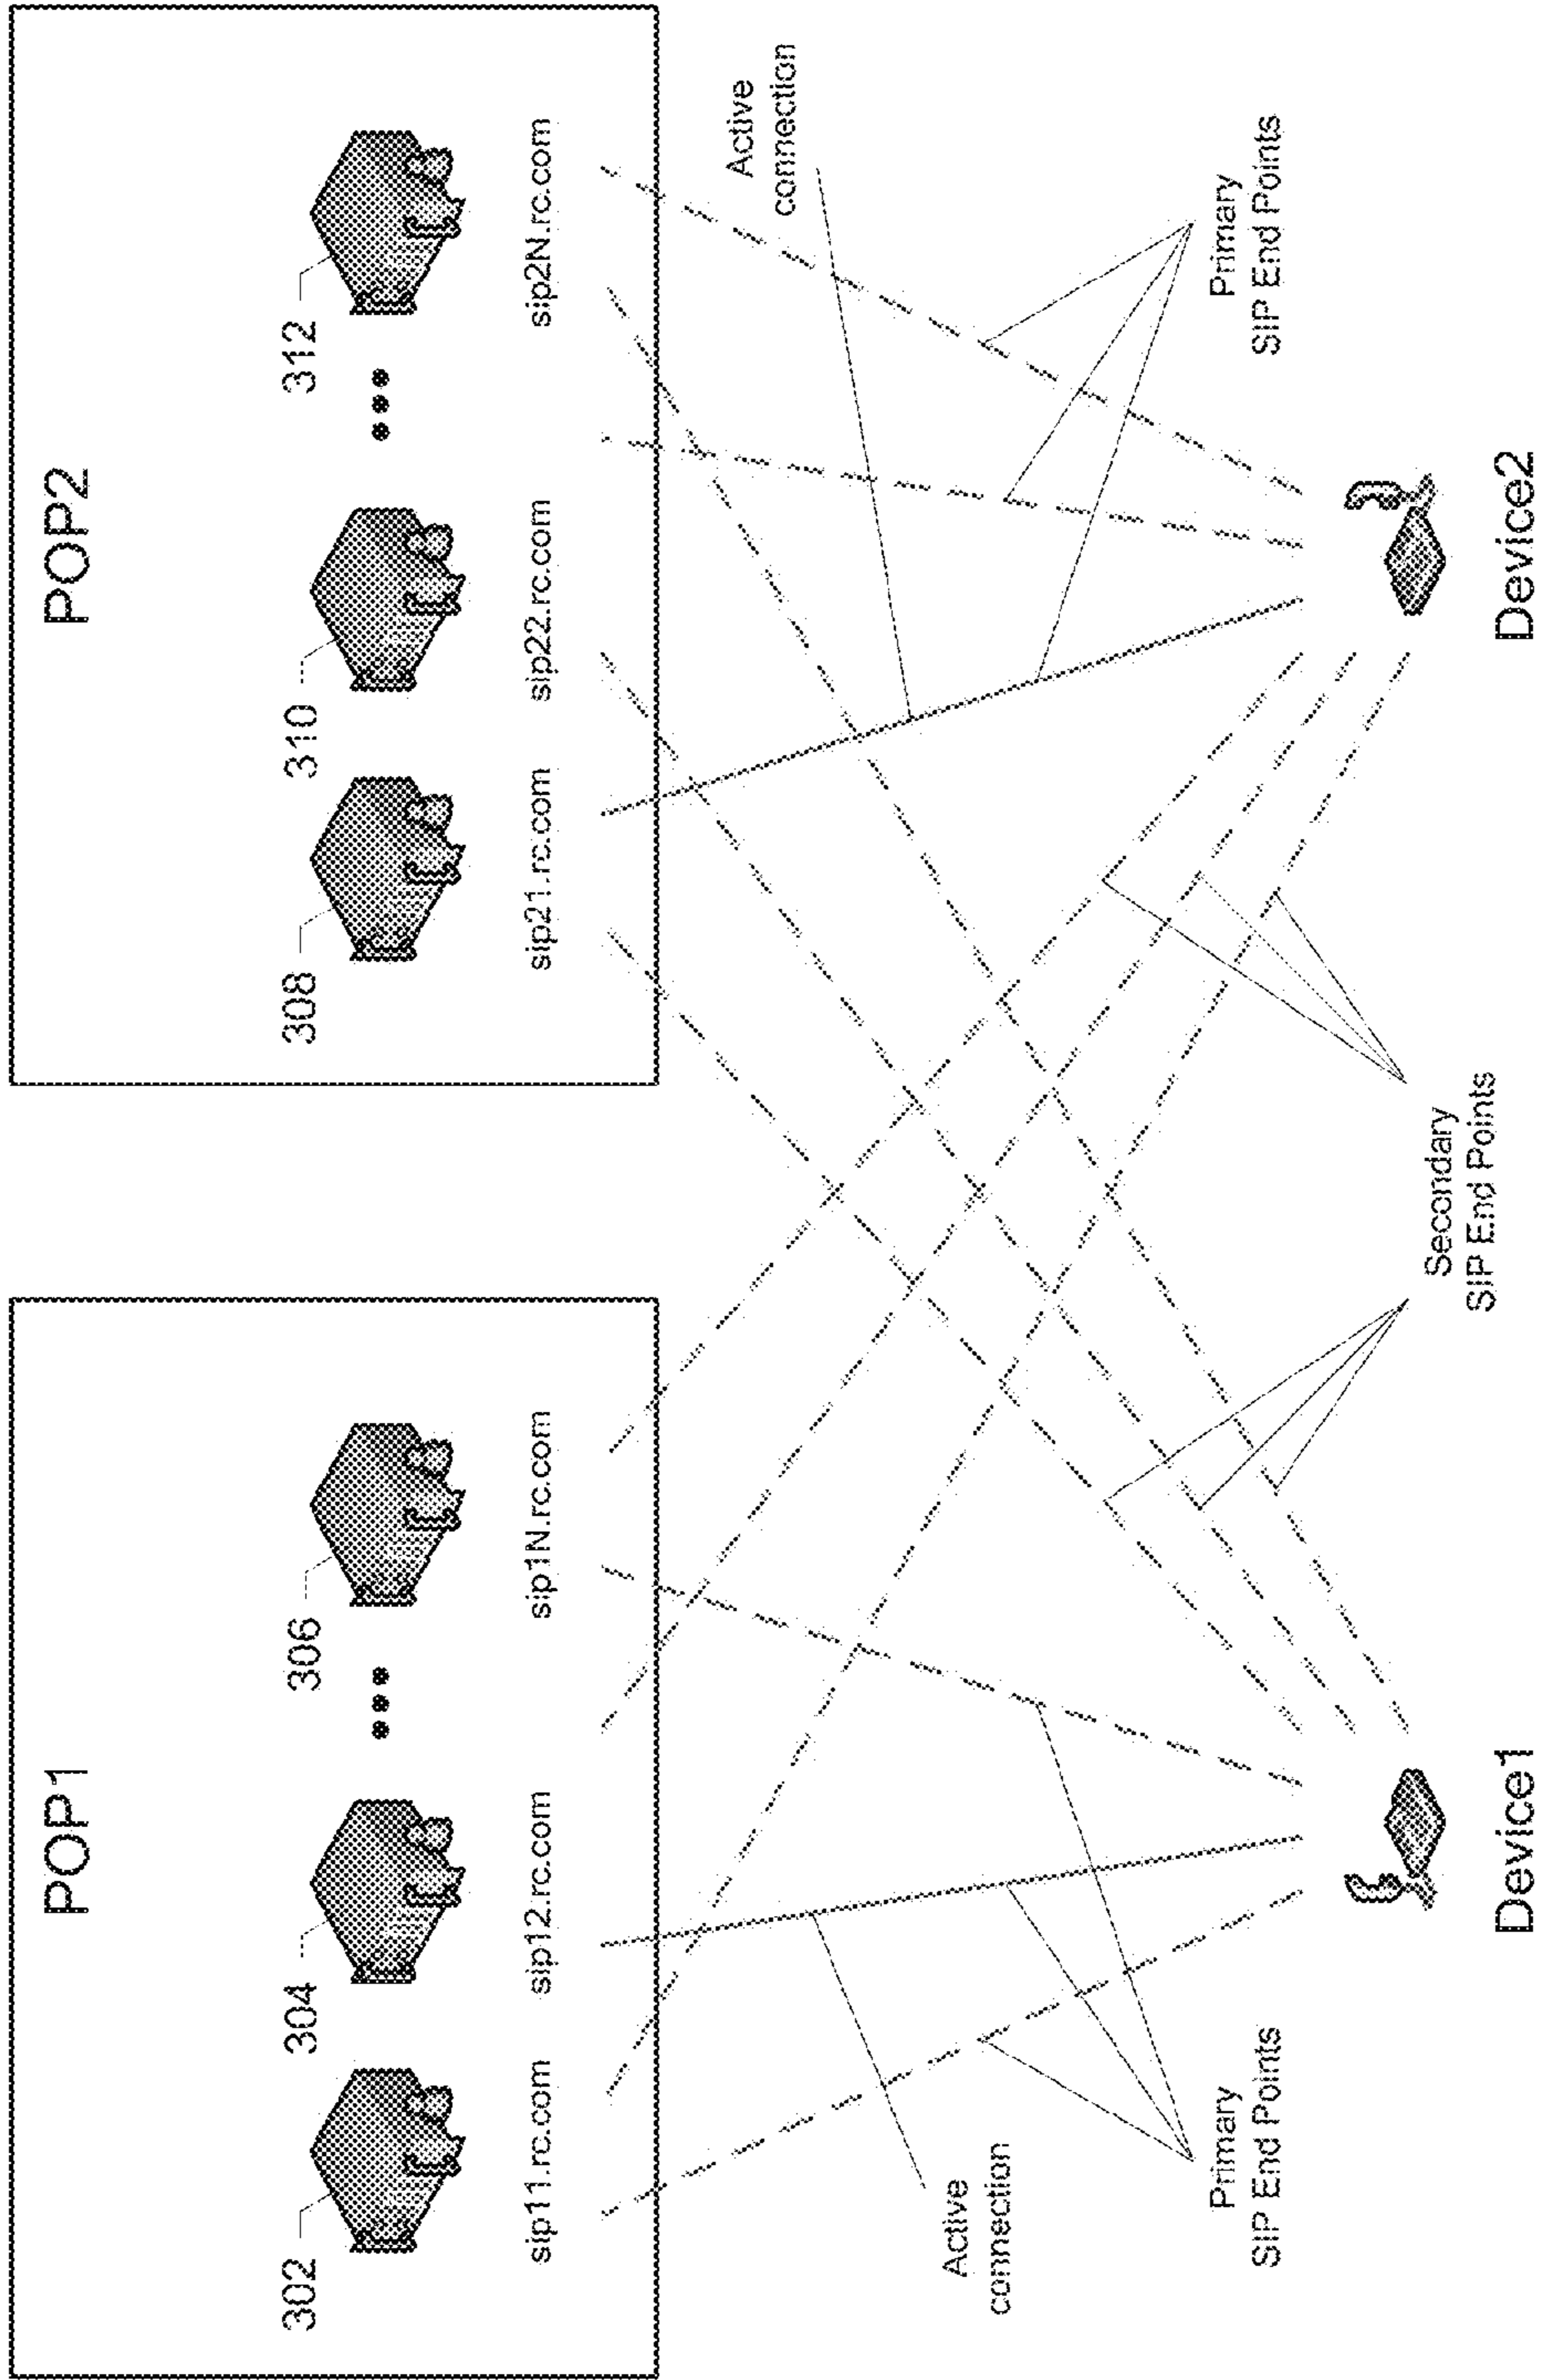 POP1
POP2
302
304
306
308
310
312
sip11.rc.com
sip12.rc.com
sip1N.rc.com
sip21.rc.com
sip22.rc.com
sip2N.rc.com
Active
connection
Active
connection
Primary
SIP End Points
Primary
SIP End Points
Secondary
SIP End Points
Device1
Device2